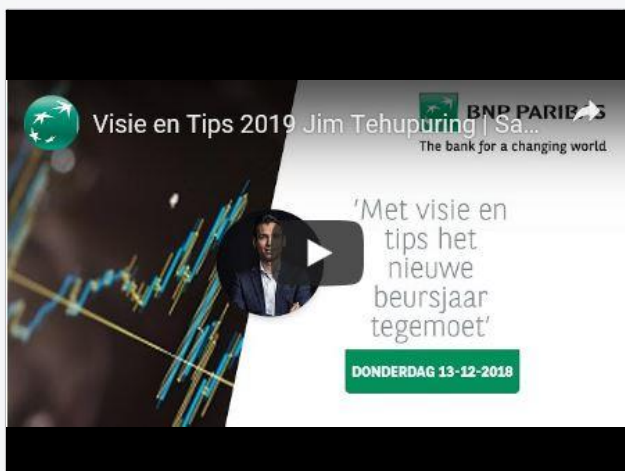 Visie en Tips 2019 Jim Tehupuring | Sa...
BNP PARIBAS
The bank for a changing world
'Met visie en
tips het
nieuwe
beursjaar
tegemoet'
DONDERDAG 13-12-2018